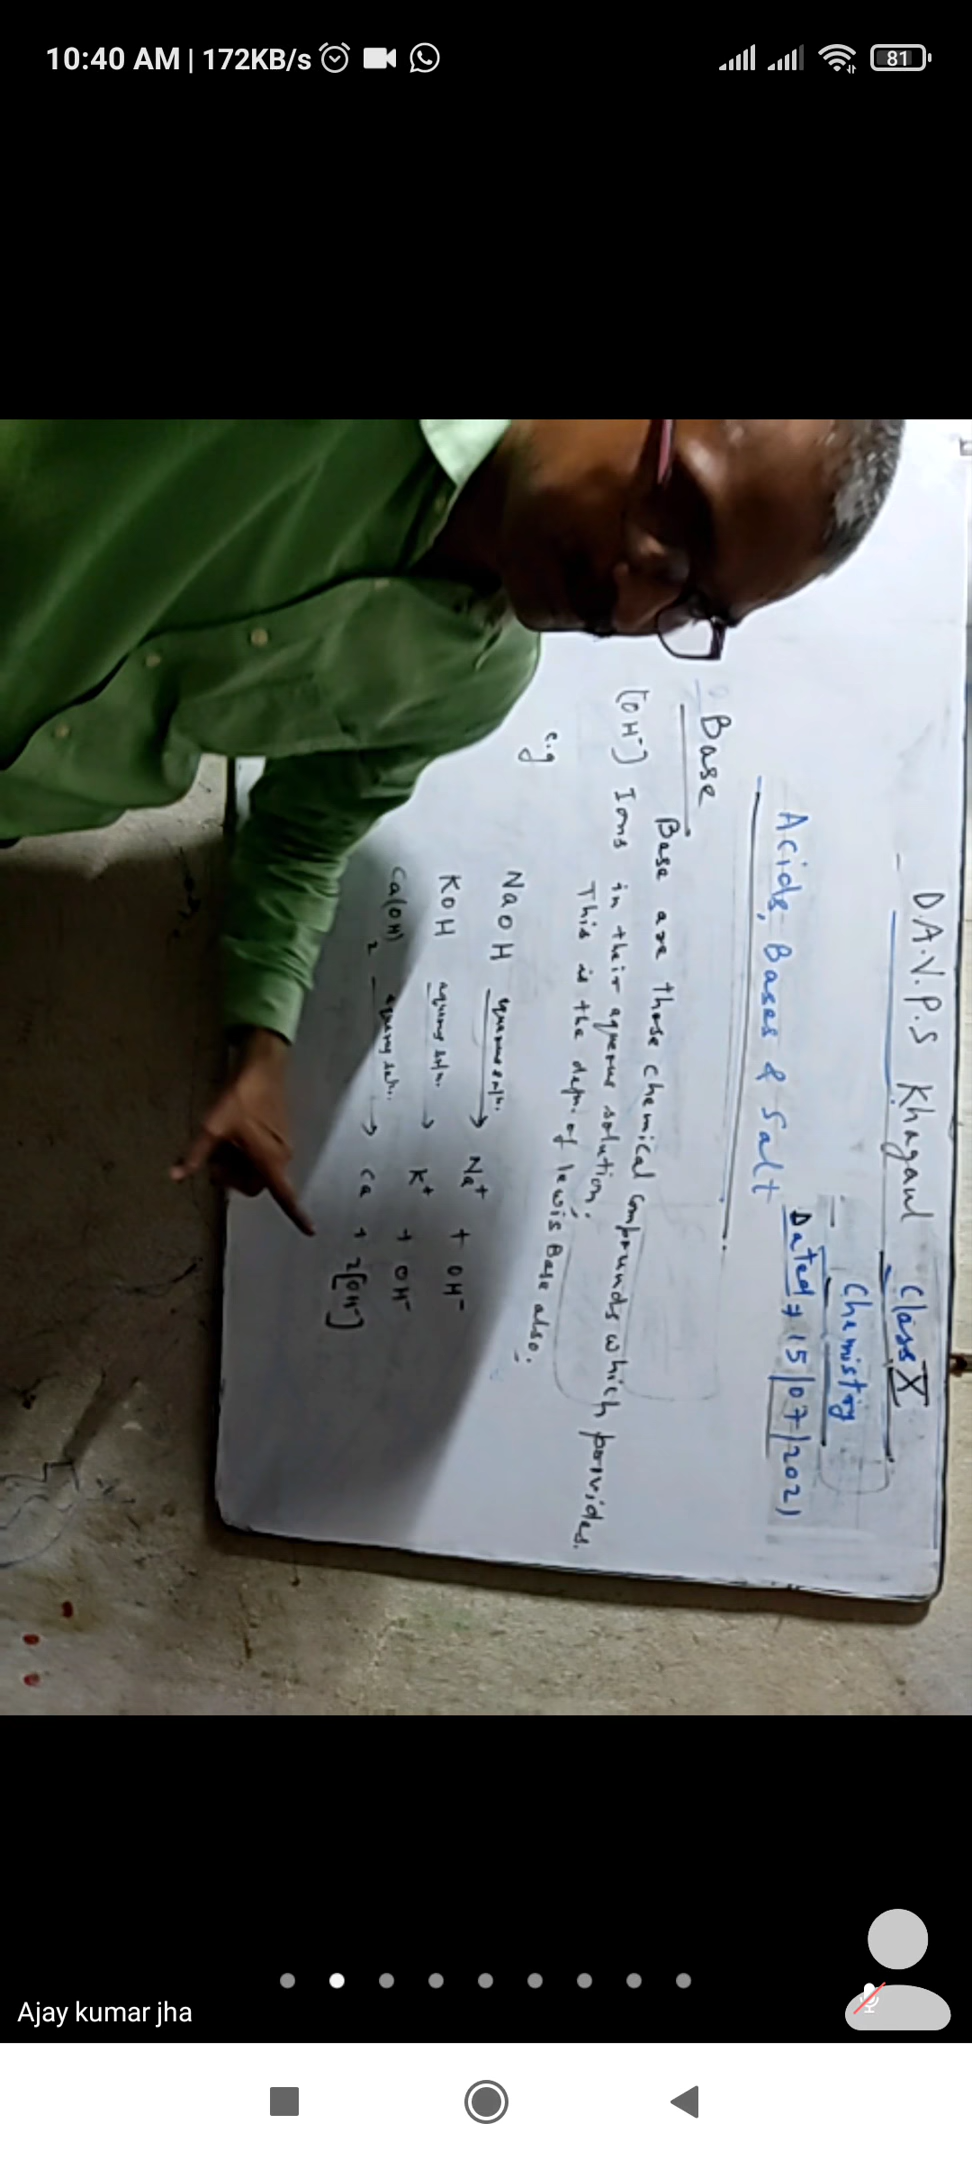 10:40 AM | 172KB/s
81
D.A.V.P.S Khagaul Class X
Chemistry
Dated → 15/07/2021
Acids, Bases & Salt
Base
Base are those chemical compounds which porvides.
[OH⁻] Ions in their aqueous solution.
This is the defn. of lewis Base also.
e.g
NaOH → Na⁺ + OH⁻
KOH → K⁺ + OH⁻
Ca(OH)₂ → Ca + 2[OH⁻]
Ajay kumar jha